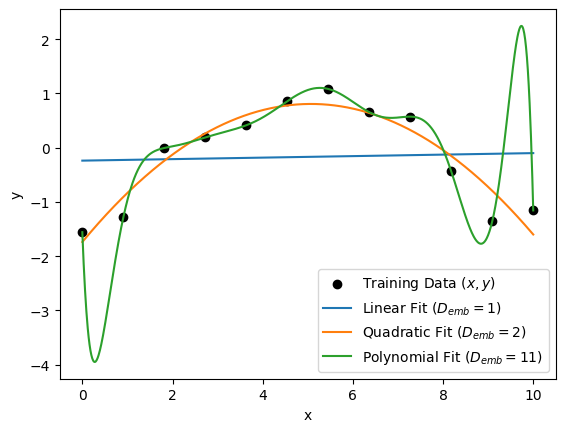 2
1
0
−1
−2
−3
−4
y
Training Data (x, y)
Linear Fit (D_emb = 1)
Quadratic Fit (D_emb = 2)
Polynomial Fit (D_emb = 11)
0 2 4 6 8 10
x